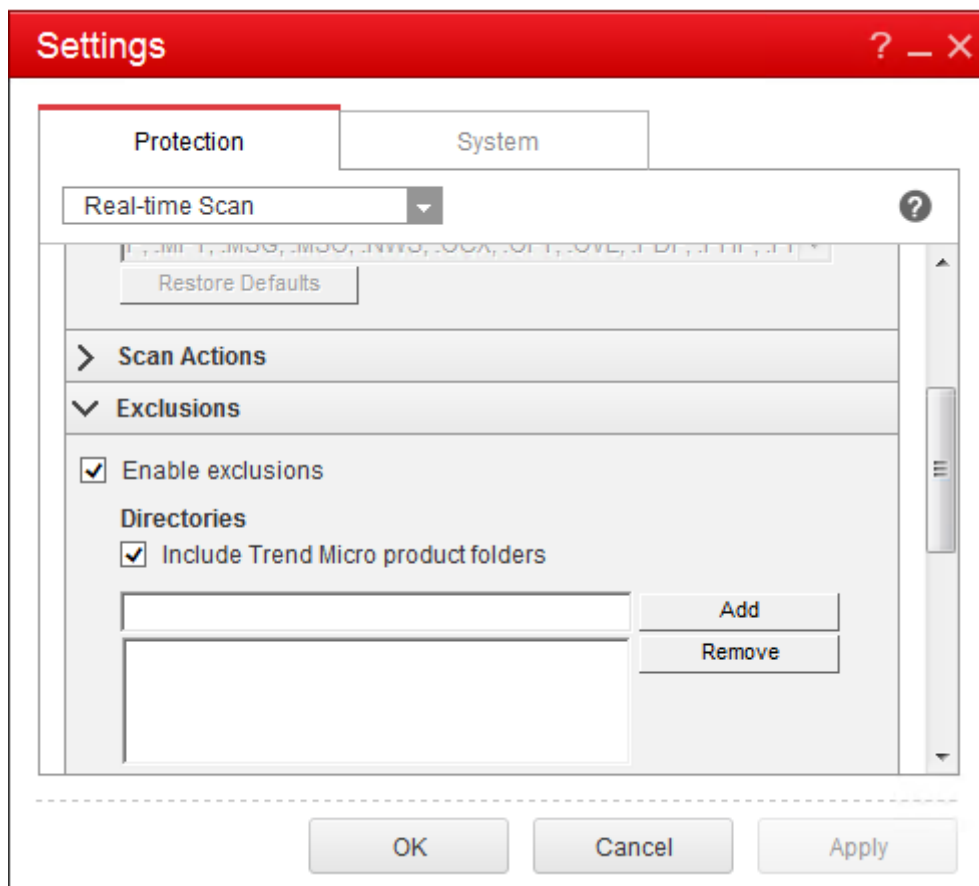 Settings
Protection
System
Real-time Scan
Restore Defaults
Scan Actions
Exclusions
Enable exclusions
Directories
Include Trend Micro product folders
Add
Remove
OK
Cancel
Apply